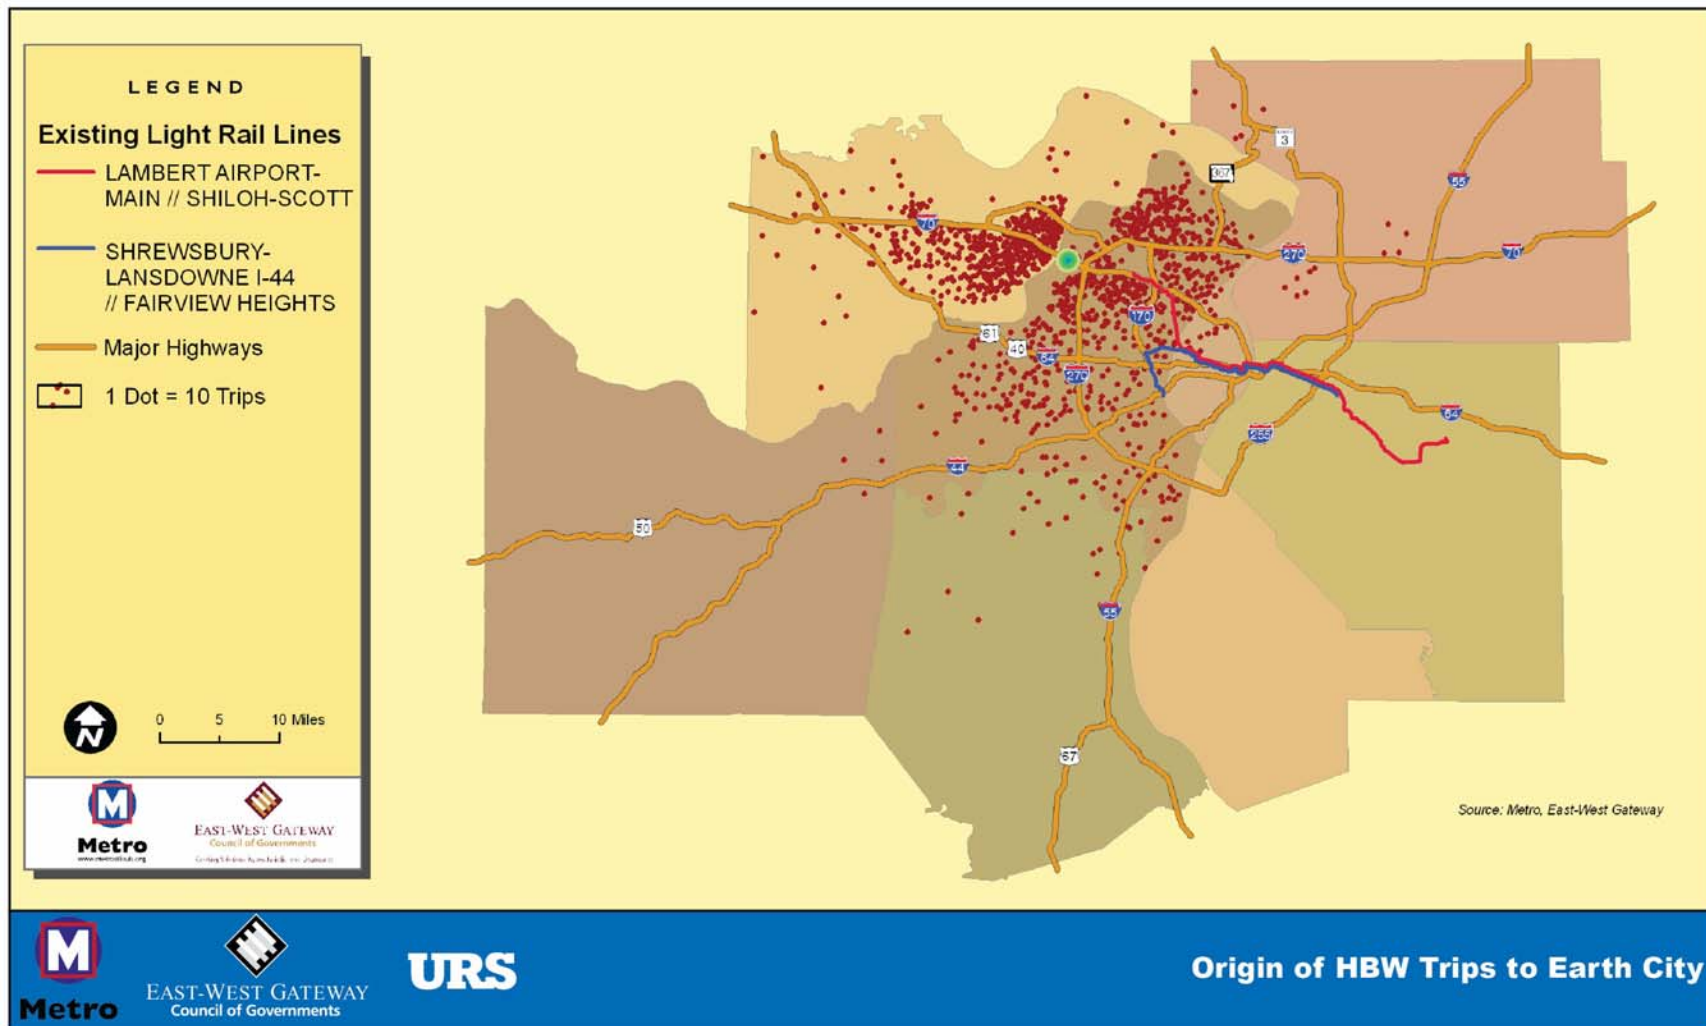 LEGEND
Existing Light Rail Lines
LAMBERT AIRPORT-
MAIN // SHILOH-SCOTT
SHREWSBURY-
LANSDOWNE I-44
// FAIRVIEW HEIGHTS
Major Highways
1 Dot = 10 Trips
N
0 5 10 Miles
M
Metro
EAST-WEST GATEWAY
Council of Governments
3
367
55
70
270
70
170
61
40
64
270
64
255
44
50
55
67
Source: Metro, East-West Gateway
M
Metro
EAST-WEST GATEWAY
Council of Governments
URS
Origin of HBW Trips to Earth City